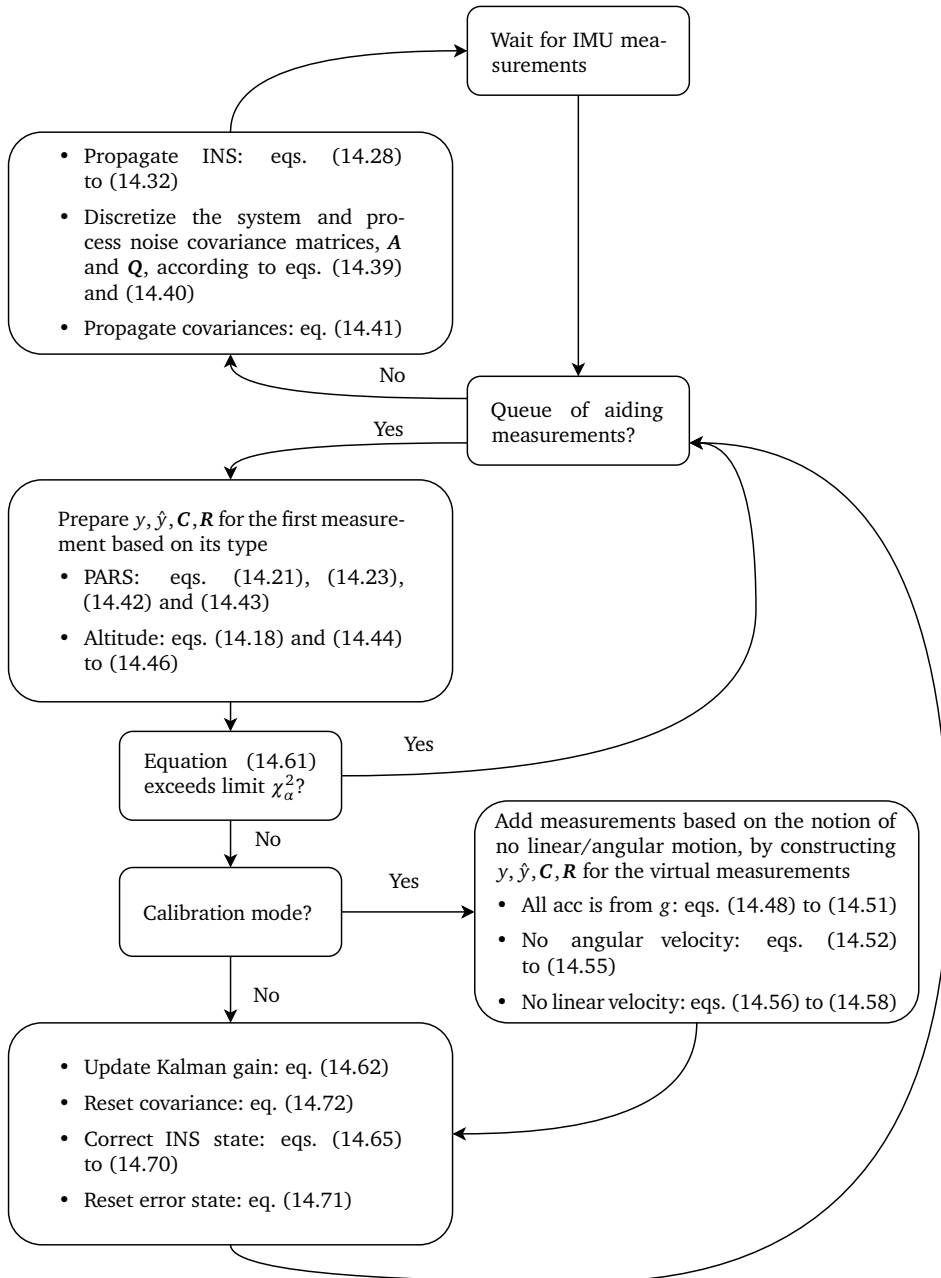 Wait for IMU mea-
surements
• Propagate INS: eqs. (14.28)
to (14.32)
• Discretize the system and pro-
cess noise covariance matrices, A
and Q, according to eqs. (14.39)
and (14.40)
• Propagate covariances: eq. (14.41)
No
Queue of aiding
measurements?
Yes
Prepare y, ŷ, C, R for the first measure-
ment based on its type
• PARS: eqs. (14.21), (14.23),
(14.42) and (14.43)
• Altitude: eqs. (14.18) and (14.44)
to (14.46)
Equation (14.61)
exceeds limit χ²α?
Yes
No
Calibration mode?
Yes
Add measurements based on the notion of
no linear/angular motion, by constructing
y, ŷ, C, R for the virtual measurements
• All acc is from g: eqs. (14.48) to (14.51)
• No angular velocity: eqs. (14.52
to (14.55)
• No linear velocity: eqs. (14.56) to (14.58)
No
• Update Kalman gain: eq. (14.62)
• Reset covariance: eq. (14.72)
• Correct INS state: eqs. (14.65)
to (14.70)
• Reset error state: eq. (14.71)